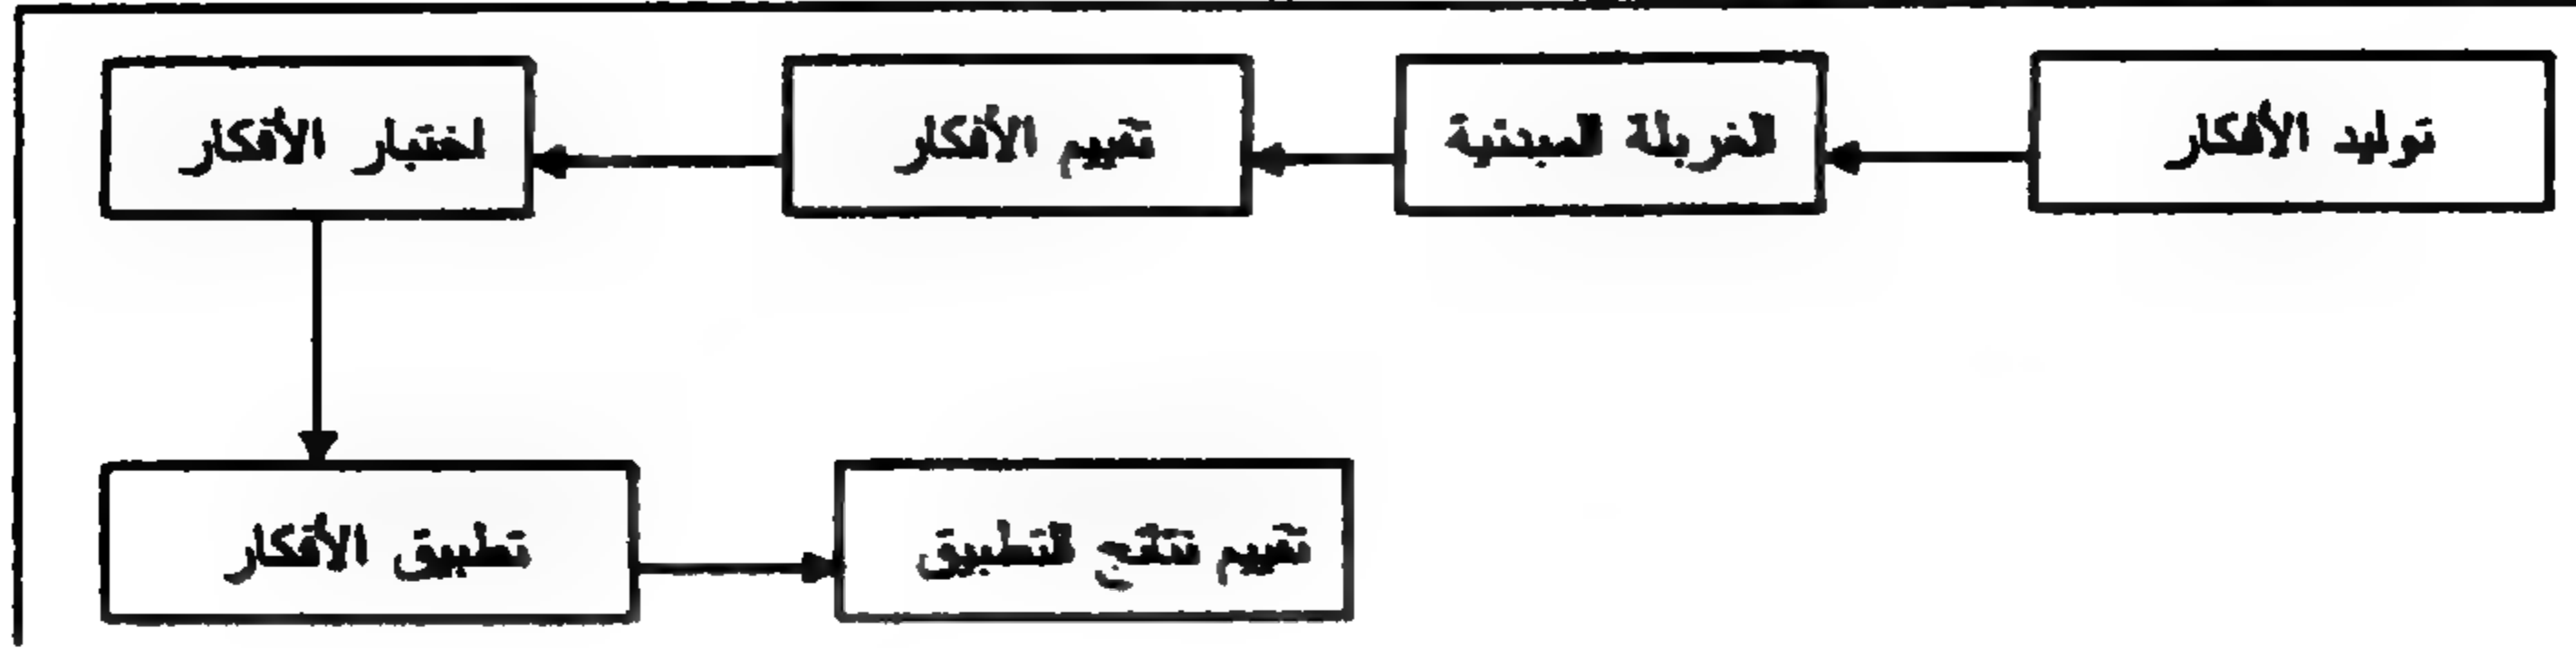 توليد الأفكار
الغربلة المبدئية
تقييم الأفكار
اختبار الأفكار
تطبيق الأفكار
تقييم نتائج التطبيق